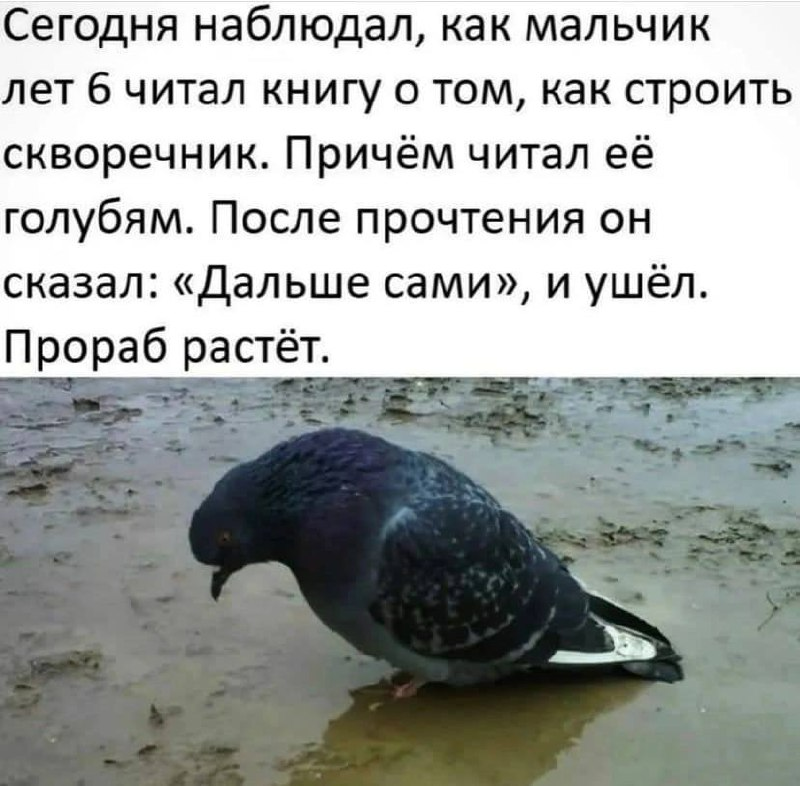 Сегодня наблюдал, как мальчик
лет 6 читал книгу о том, как строить
скворечник. Причём читал её
голубям. После прочтения он
сказал: «Дальше сами», и ушёл.
Прораб растёт.